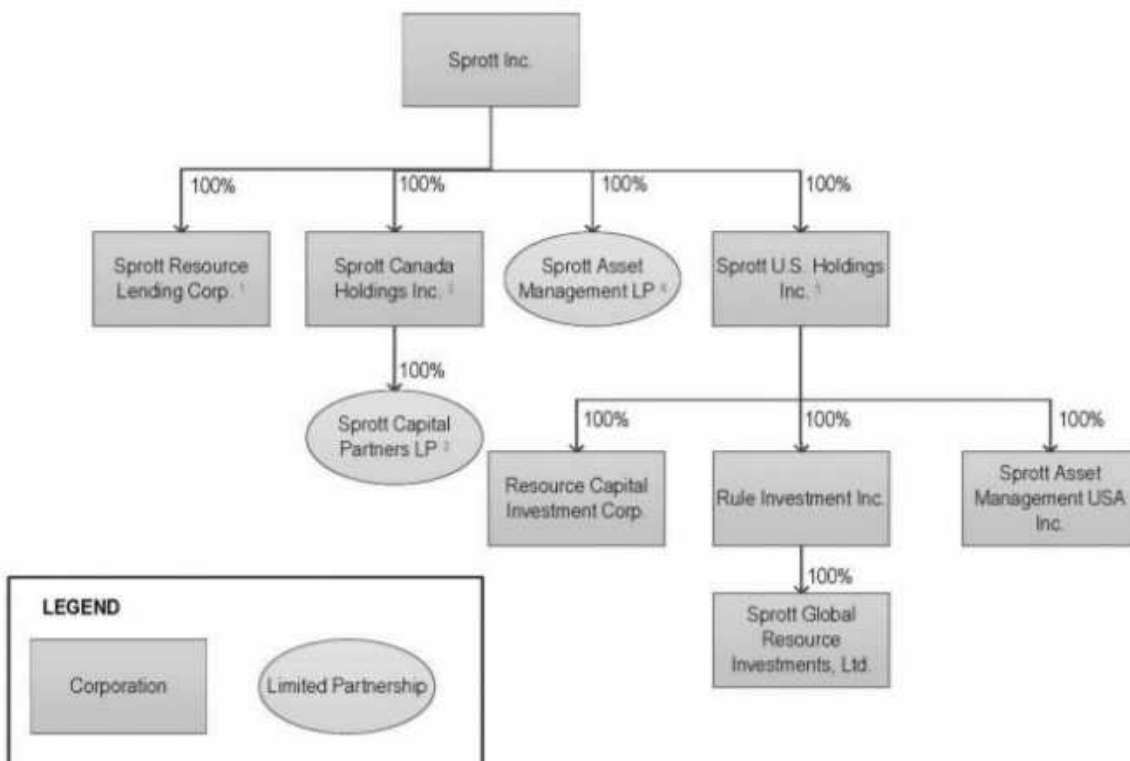 Sprott Inc.
100%
100%
100%
100%
Sprott Resource
Lending Corp. 1
Sprott Canada
Holdings Inc.
Sprott Asset
Management LP
Sprott U.S. Holdings
Inc.
100%
100%
Sprott Capital
Partners LP
100%
100%
100%
Resource Capital
Investment Corp.
Rule Investment Inc.
Sprott Asset
Management USA
Inc.
100%
Sprott Global
Resource
Investments, Ltd.
LEGEND
Corporation
Limited Partnership